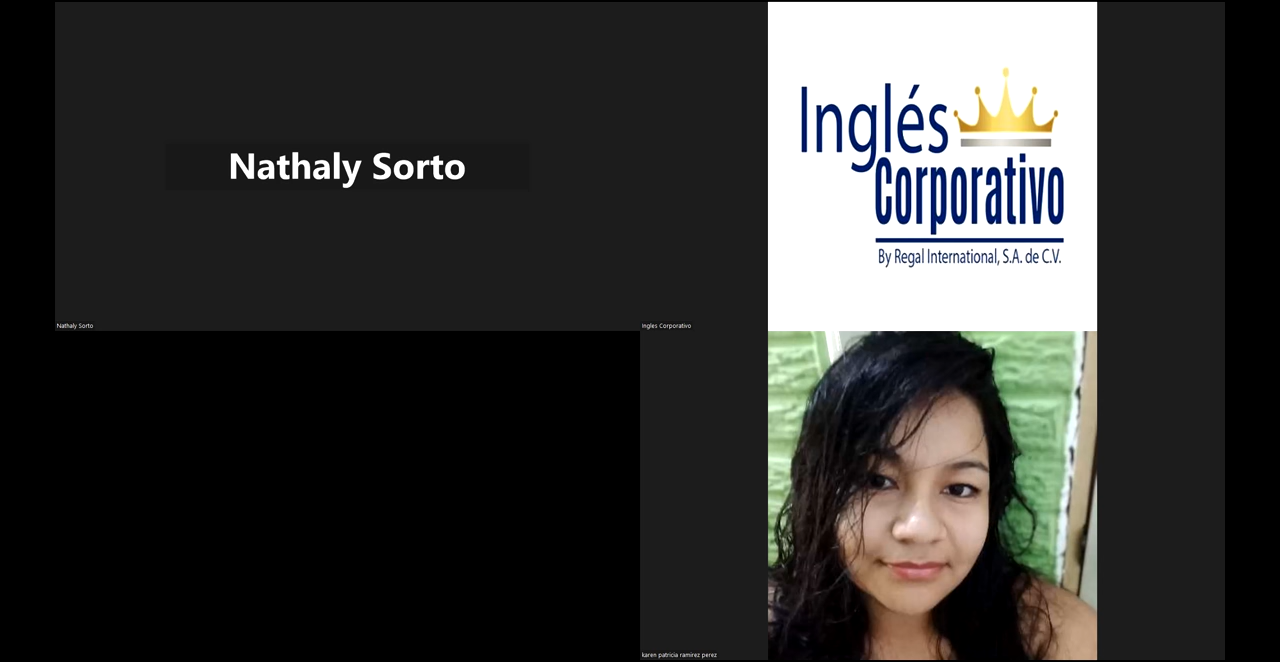 Nathaly Sorto
Nathaly Sorto
Inglés
Corporativo
By Regal International, S.A. de C.V.
Ingles Corporativo
karen patricia ramirez perez